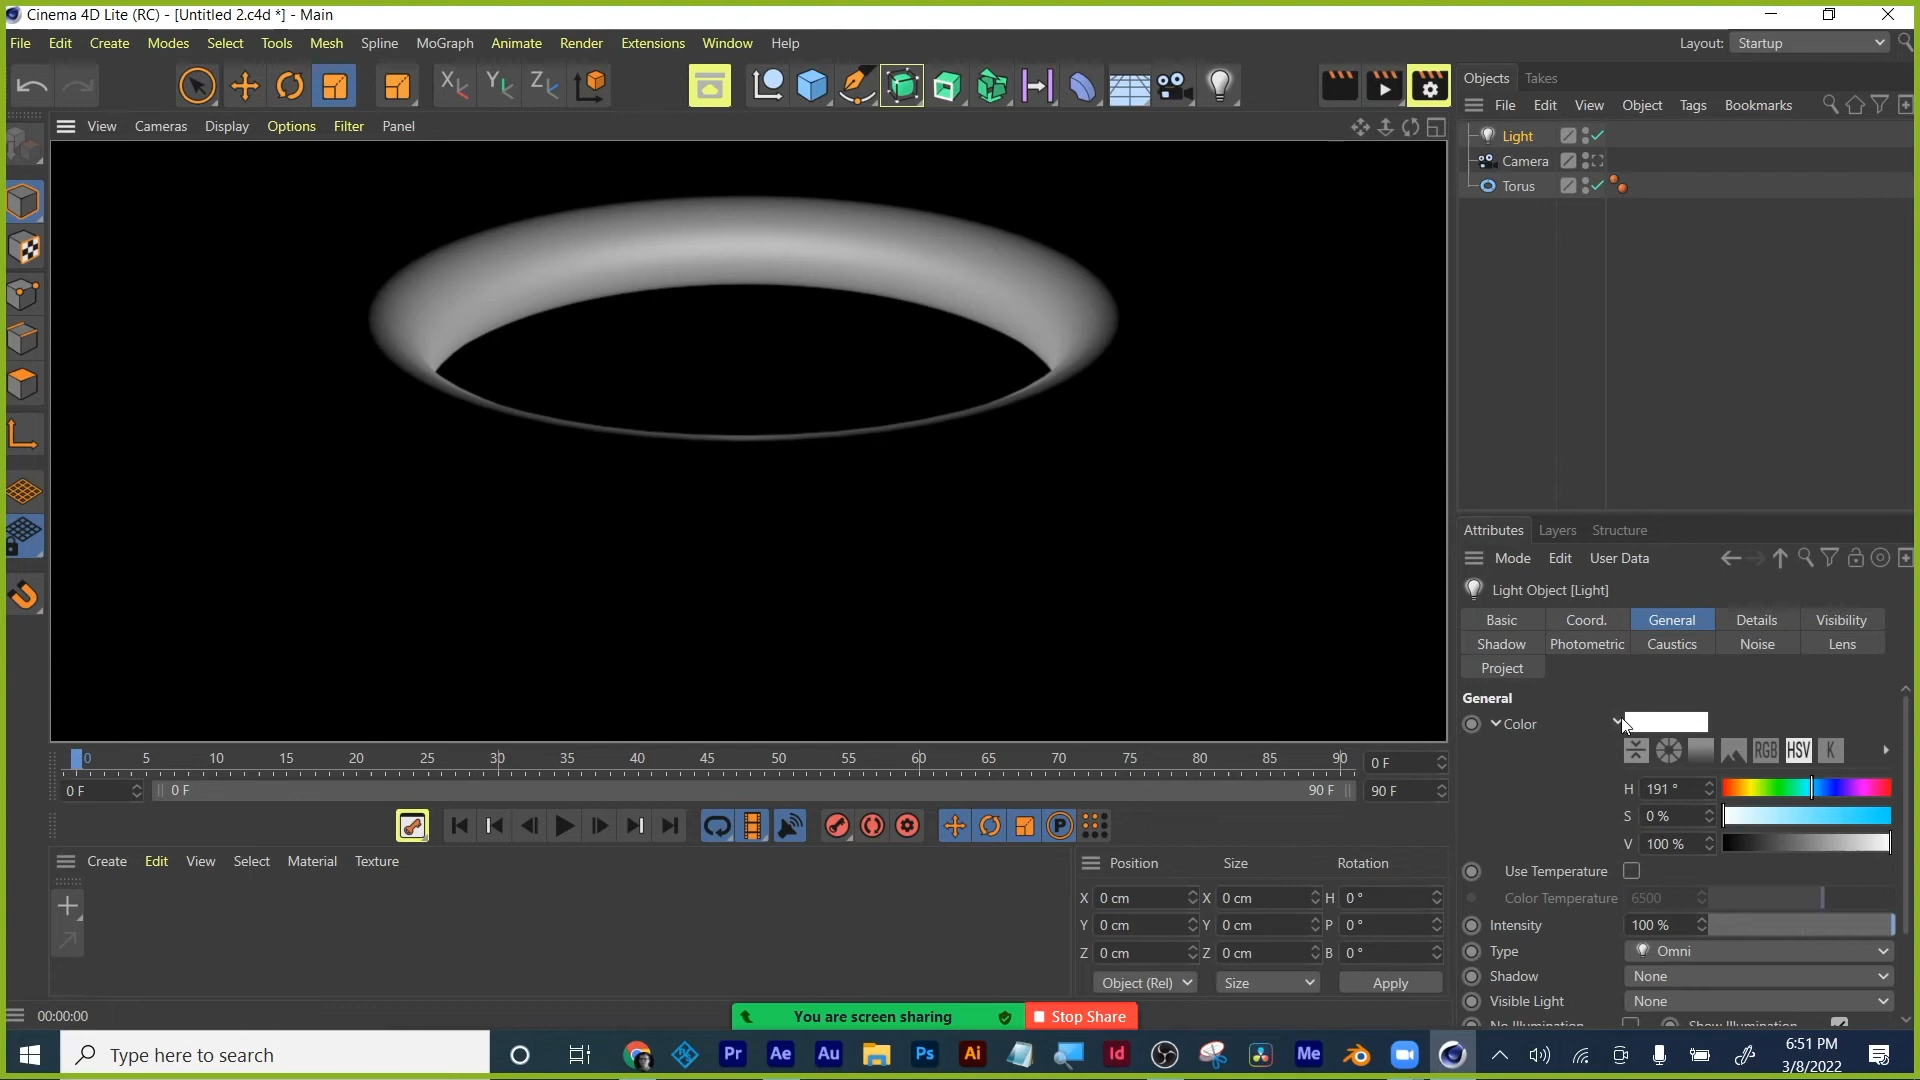 Cinema 4D Lite (RC) - [Untitled 2.c4d *] - Main
File Edit Create Modes Select Tools Mesh Spline MoGraph Animate Render Extensions Window Help
Layout: Startup
Objects Takes
File Edit View Object Tags Bookmarks
View Cameras Display Options Filter Panel
Light
Camera
Torus
Attributes Layers Structure
Mode Edit User Data
Light Object [Light]
Basic Coord. General Details Visibility
Shadow Photometric Caustics Noise Lens
Project
General
Color
RGB HSV K
H 191 °
S 0 %
V 100 %
Use Temperature
Color Temperature 6500
Intensity 100 %
Type Omni
Shadow None
Visible Light None
No Illumination Show Illumination
0 5 10 15 20 25 30 35 40 45 50 55 60 65 70 75 80 85 90 0 F
0 F 0 F 90 F 90 F
Create Edit View Select Material Texture
Position Size Rotation
X 0 cm X 0 cm H 0 °
Y 0 cm Y 0 cm P 0 °
Z 0 cm Z 0 cm B 0 °
Object (Rel) Size Apply
00:00:00
You are screen sharing Stop Share
Type here to search
Pr Ae Au Ps Ai Id Me
6:51 PM
3/8/2022